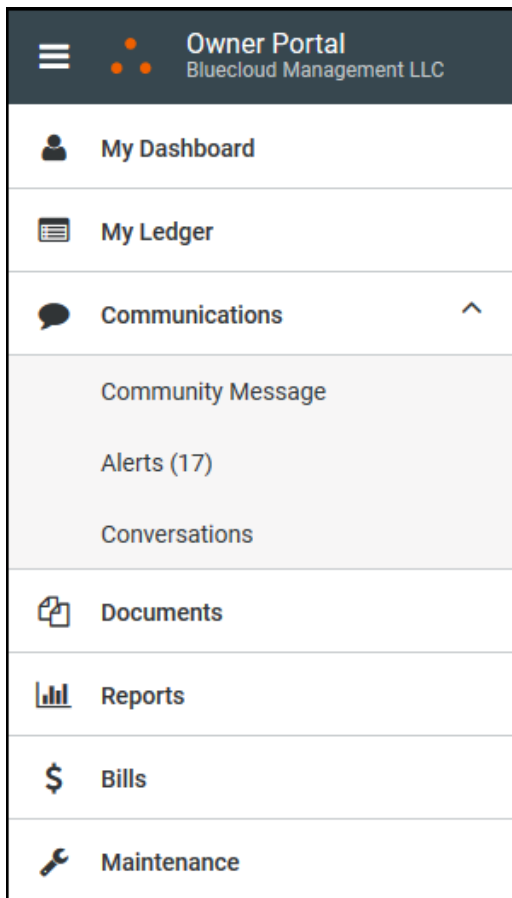 Owner Portal
Bluecloud Management LLC
My Dashboard
My Ledger
Communications
Community Message
Alerts (17)
Conversations
Documents
Reports
$ Bills
Maintenance